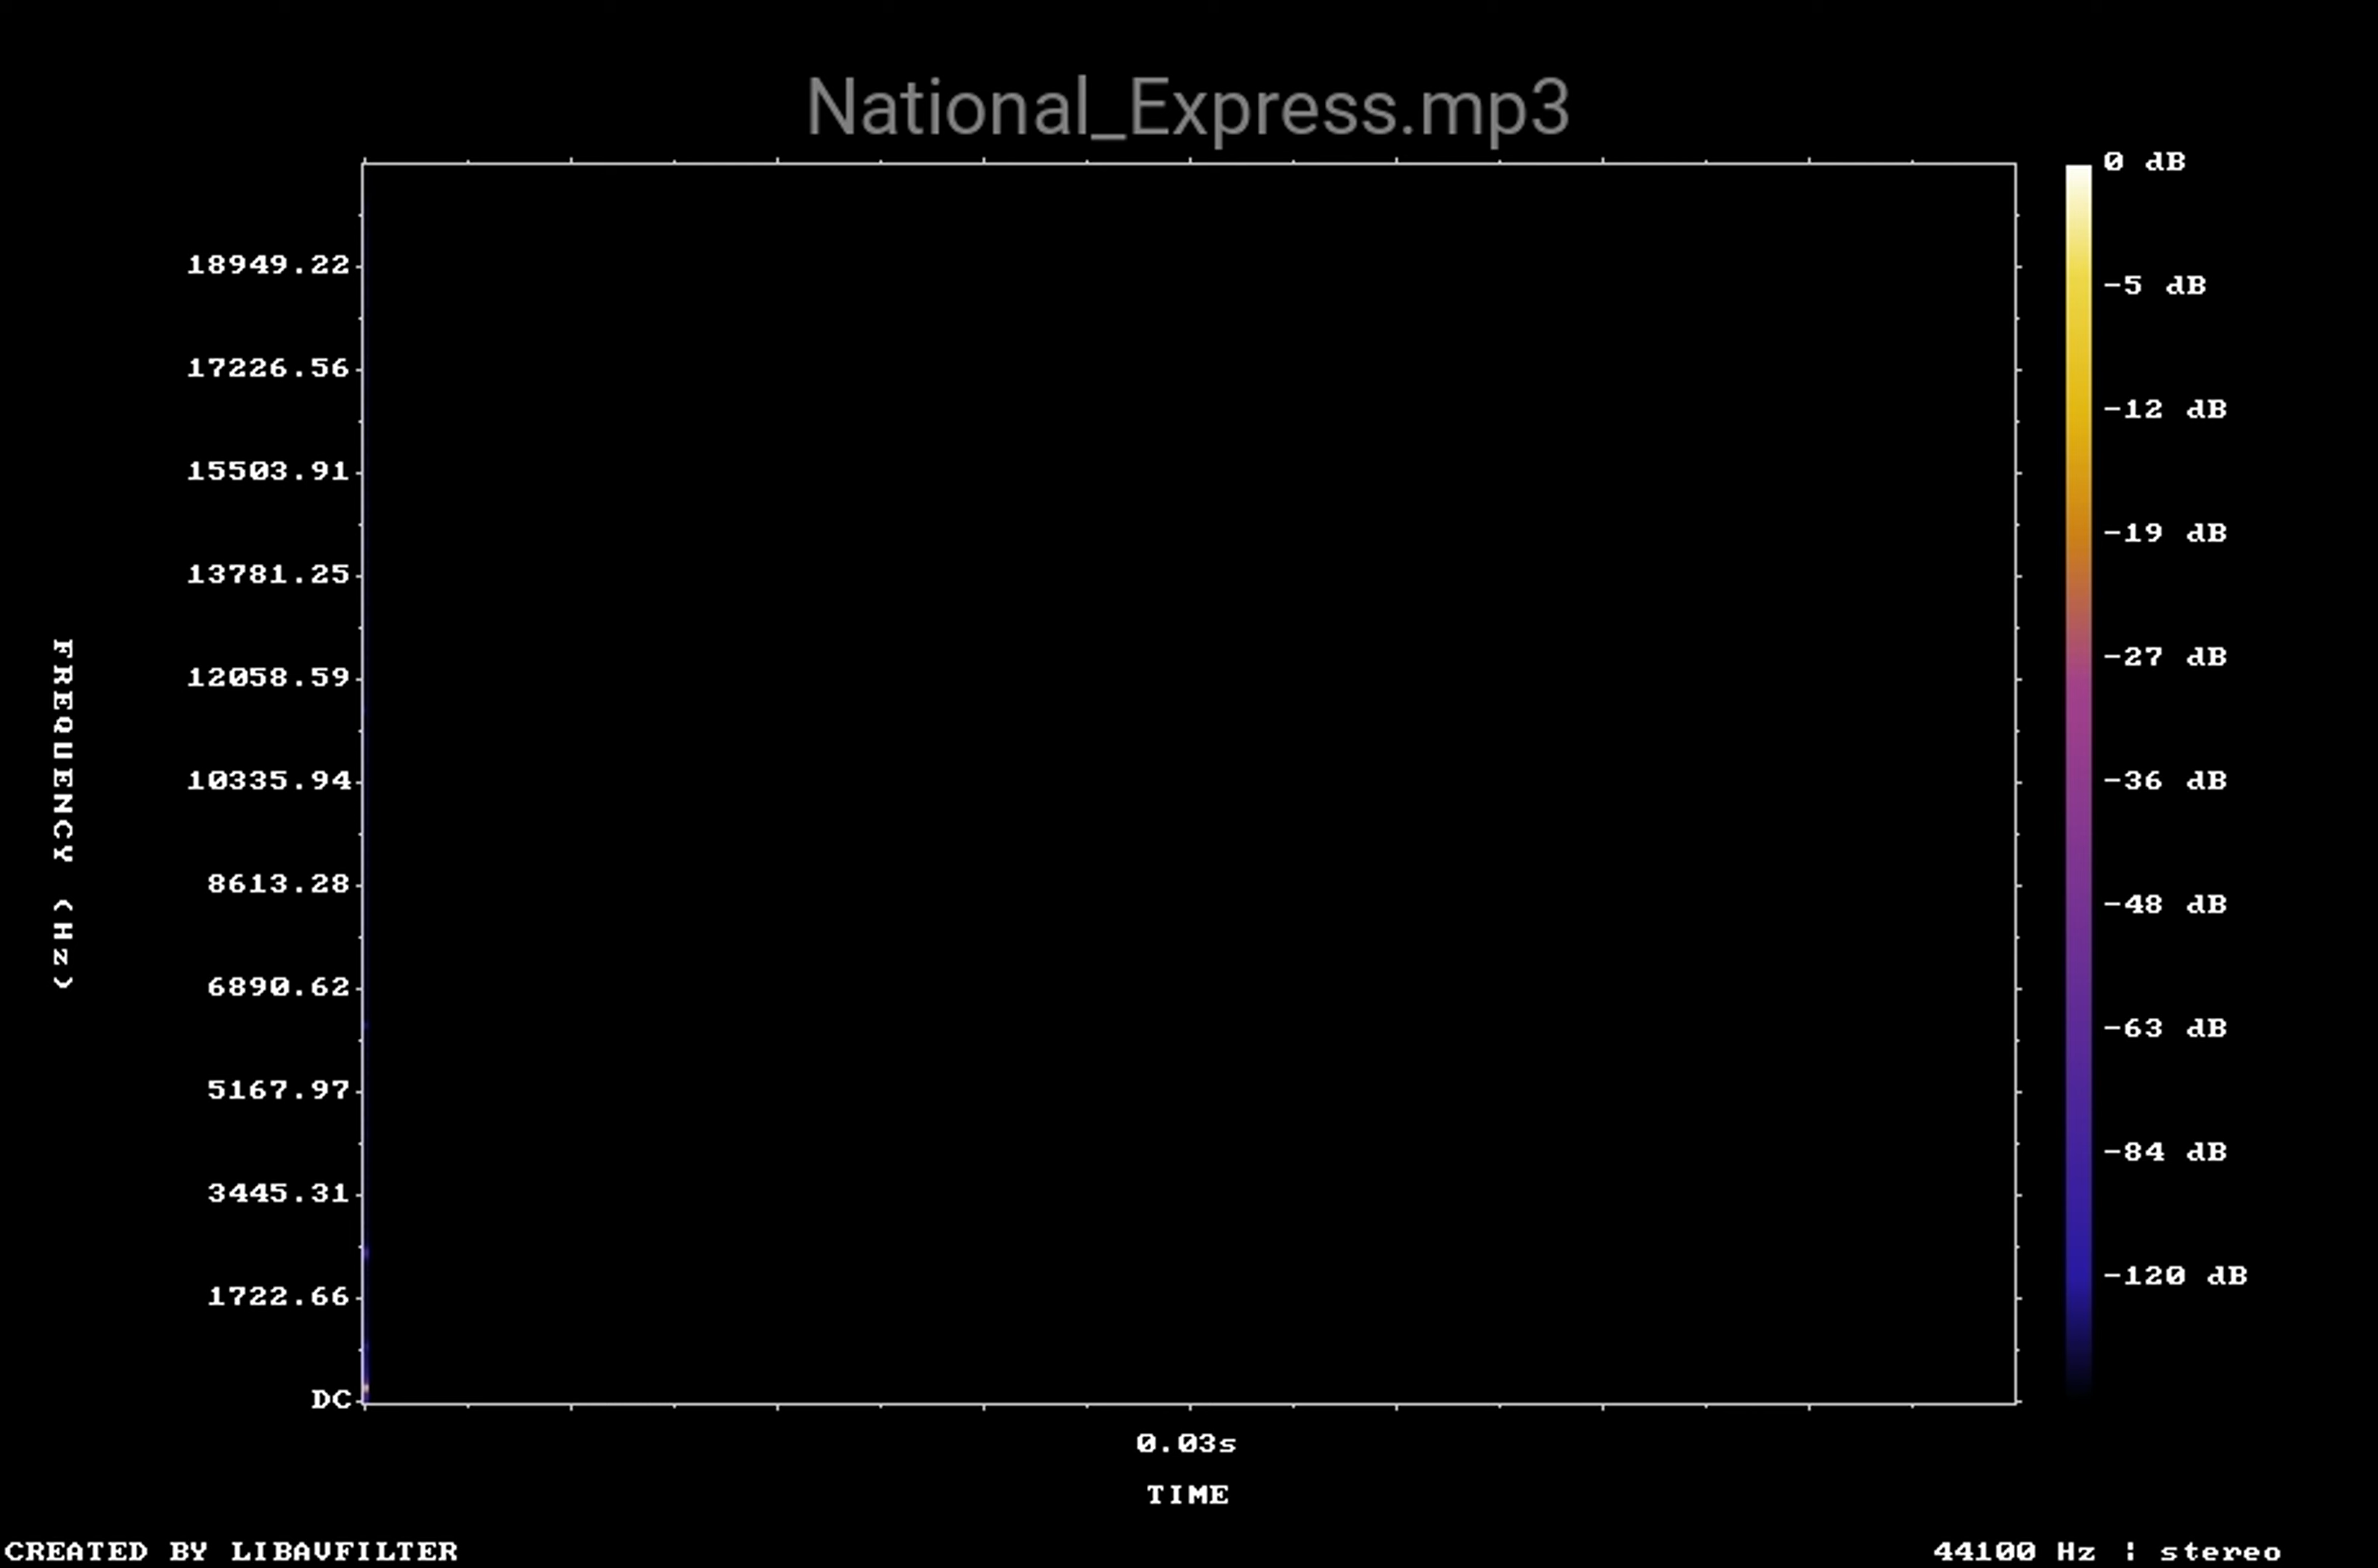 National_Express.mp3
0 dB
-5 dB
-12 dB
-19 dB
-27 dB
-36 dB
-48 dB
-63 dB
-84 dB
-120 dB
18949.22
17226.56
15503.91
13781.25
12058.59
10335.94
8613.28
6890.62
5167.97
3445.31
1722.66
DC
FREQUENCY (Hz)
0.03s
TIME
CREATED BY LIBAVFILTER
44100 Hz | stereo